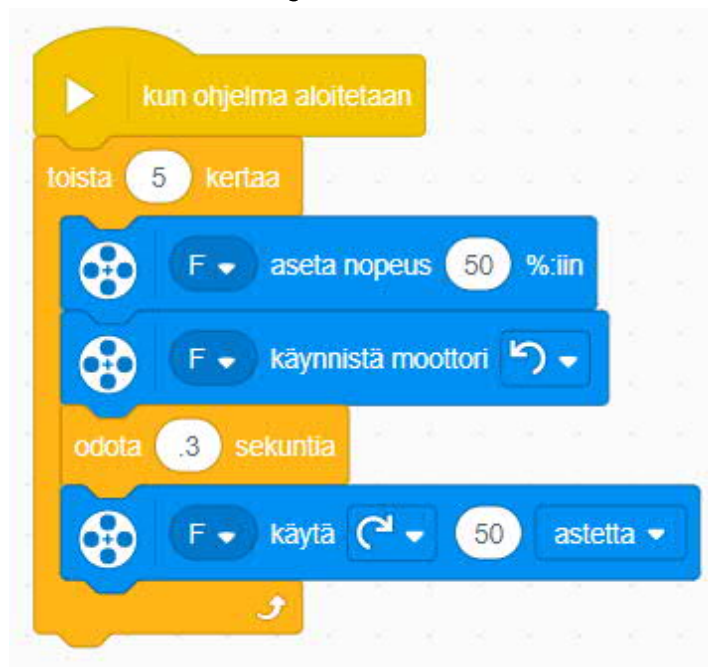 kun ohjelma aloitetaan
toista 5 kertaa
F aseta nopeus 50 %:iin
F käynnistä moottori
odota .3 sekuntia
F käytä 50 astetta